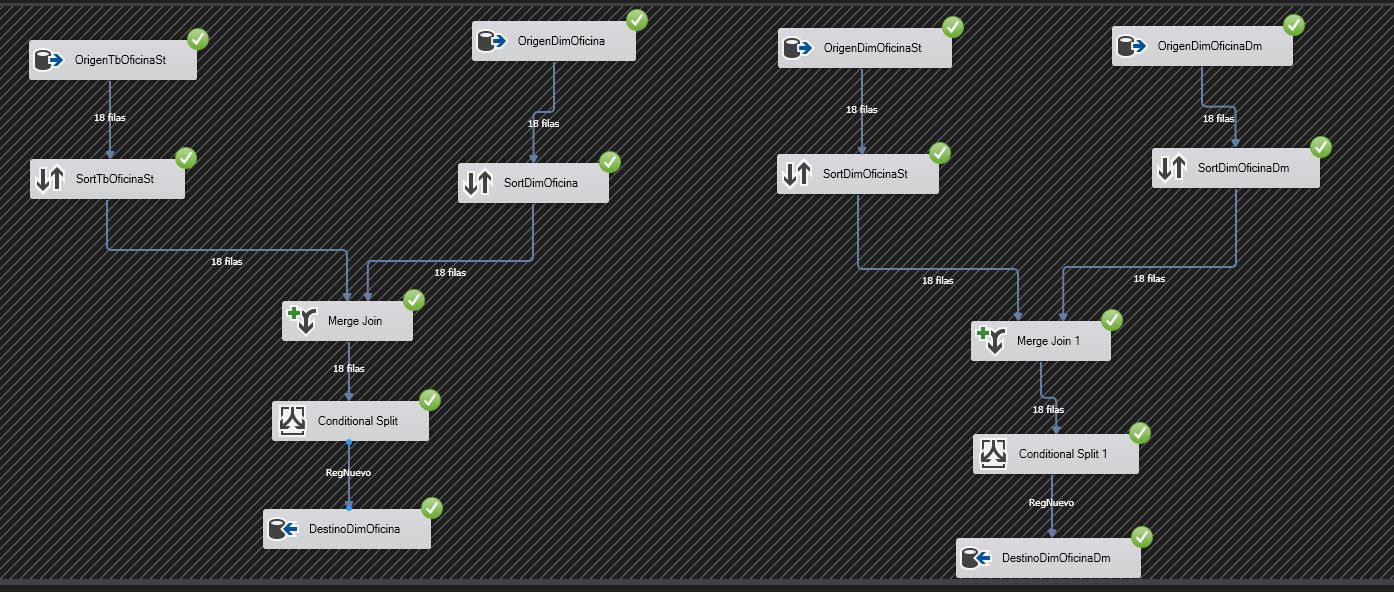 OrigenTbOficinaSt
OrigenDimOficina
18 filas
18 filas
SortTbOficinaSt
SortDimOficina
18 filas
18 filas
Merge Join
18 filas
Conditional Split
RegNuevo
DestinoDimOficina
OrigenDimOficinaSt
OrigenDimOficinaDm
18 filas
18 filas
SortDimOficinaSt
SortDimOficinaDm
18 filas
18 filas
Merge Join 1
18 filas
Conditional Split 1
RegNuevo
DestinoDimOficinaDm